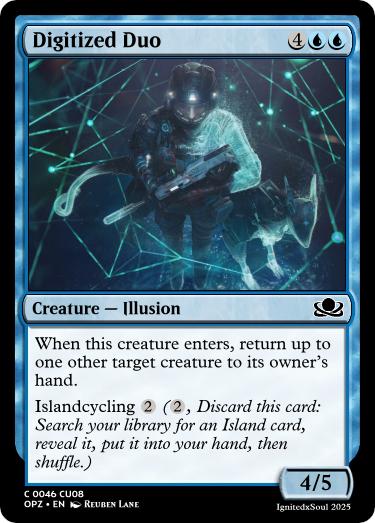 Digitized Duo 4
Creature — Illusion
When this creature enters, return up to
one other target creature to its owner's
hand.
Islandcycling 2 (2, Discard this card:
Search your library for an Island card,
reveal it, put it into your hand, then
shuffle.)
4/5
C 0046 CU08
OPZ • EN Reuben Lane
IgnitedxSoul 2025